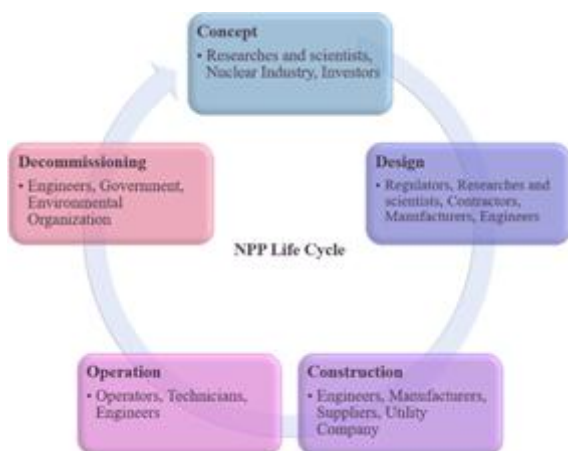 Concept
• Researches and scientists,
Nuclear Industry, Investors
Design
• Regulators, Researches and
scientists, Contractors,
Manufacturers, Engineers
Construction
• Engineers, Manufacturers,
Suppliers, Utility
Company
Operation
• Operators, Technicians,
Engineers
Decommissioning
• Engineers, Government,
Environmental
Organization
NPP Life Cycle